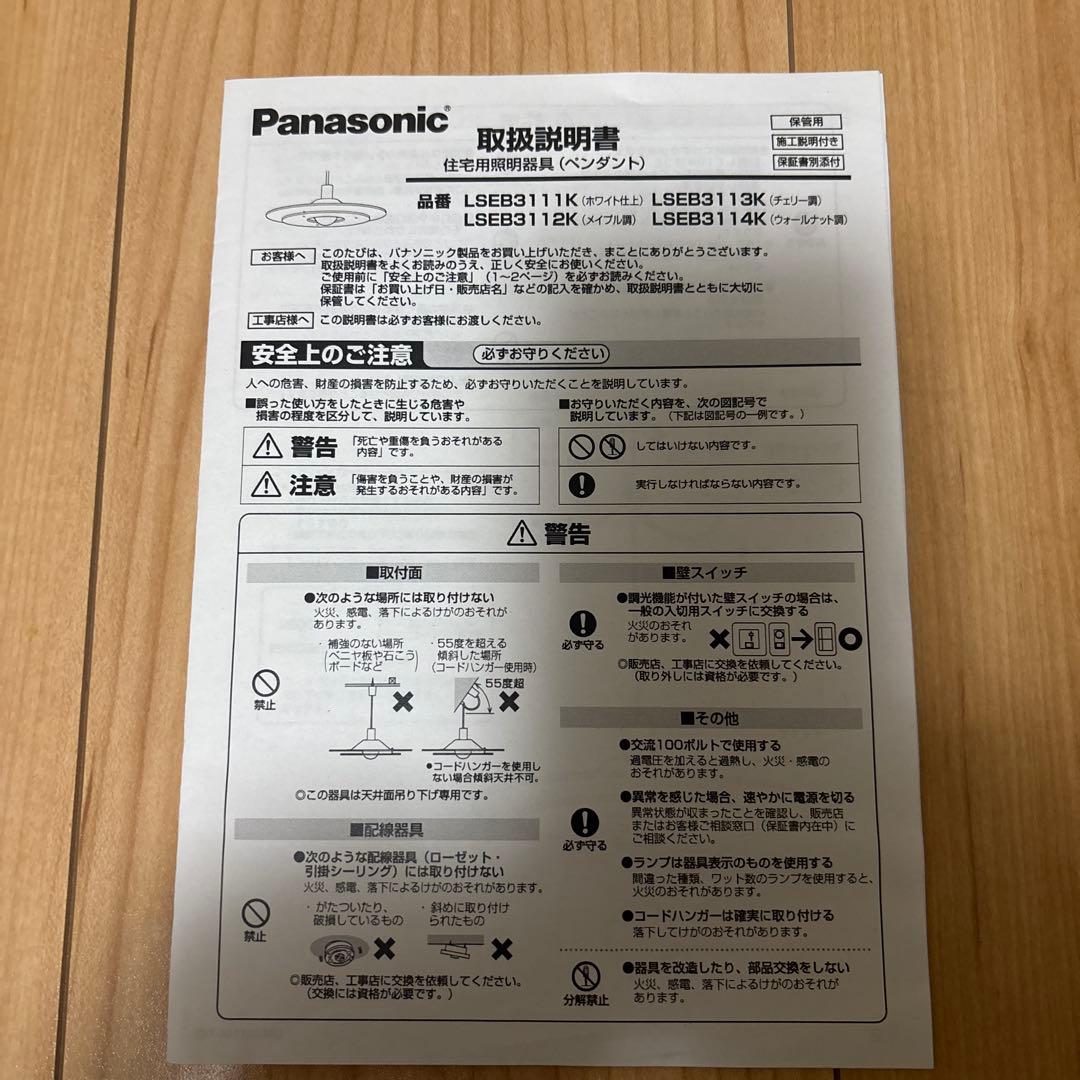 Panasonic®
取扱説明書
住宅用照明器具(ペンダント)
保管用
施工説明付き
保証書別添付
品番 LSEB3111K(ホワイト仕上) LSEB3113K(チェリー調)
LSEB3112K(メイプル調) LSEB3114K(ウォールナット調)
お客様へ
このたびは、パナソニック製品をお買い上げいただき、まことにありがとうございます。
取扱説明書をよくお読みのうえ、正しく安全にお使いください。
ご使用前に「安全上のご注意」(1〜2ページ)を必ずお読みください。
保証書は「お買い上げ日・販売店名」などの記入を確かめ、取扱説明書とともに大切に
保管してください。
工事店様へ この説明書は必ずお客様にお渡しください。
安全上のご注意 必ずお守りください
人への危害、財産の損害を防止するため、必ずお守りいただくことを説明しています。
■誤った使い方をしたときに生じる危害や
損害の程度を区分して、説明しています。
警告 「死亡や重傷を負うおそれがある
内容」です。
注意 「傷害を負うことや、財産の損害が
発生するおそれがある内容」です。
■お守りいただく内容を、次の図記号で
説明しています。(下記は図記号の一例です。)
してはいけない内容です。
実行しなければならない内容です。
警告
■取付面
●次のような場所には取り付けない
火災、感電、落下によるけがのおそれが
あります。
・補強のない場所
(ベニヤ板や石こう
ボードなど)
・55度を超える
傾斜した場所
(コードハンガー使用時)
55度超
禁止
●コードハンガーを使用し
ない場合傾斜天井不可。
◎この器具は天井面吊り下げ専用です。
■配線器具
●次のような配線器具(ローゼット・
引掛シーリング)には取り付けない
火災、感電、落下によるけがのおそれがあります。
・がたついたり、
破損しているもの
・斜めに取り付け
られたもの
禁止
◎販売店、工事店に交換を依頼してください。
(交換には資格が必要です。)
■壁スイッチ
●調光機能が付いた壁スイッチの場合は、
一般の入切用スイッチに交換する
火災のおそれ
があります。
必ず守る
◎販売店、工事店に交換を依頼してください。
(取り外しには資格が必要です。)
■その他
●交流100ボルトで使用する
過電圧を加えると過熱し、火災・感電の
おそれがあります。
●異常を感じた場合、速やかに電源を切る
異常状態が収まったことを確認し、販売店
またはお客様ご相談窓口(保証書内在中)に
ご相談ください。
必ず守る
●ランプは器具表示のものを使用する
間違った種類、ワット数のランプを使用すると、
火災のおそれがあります。
●コードハンガーは確実に取り付ける
落下してけがのおそれがあります。
●器具を改造したり、部品交換をしない
火災、感電、落下によるけがのおそれが
あります。
分解禁止